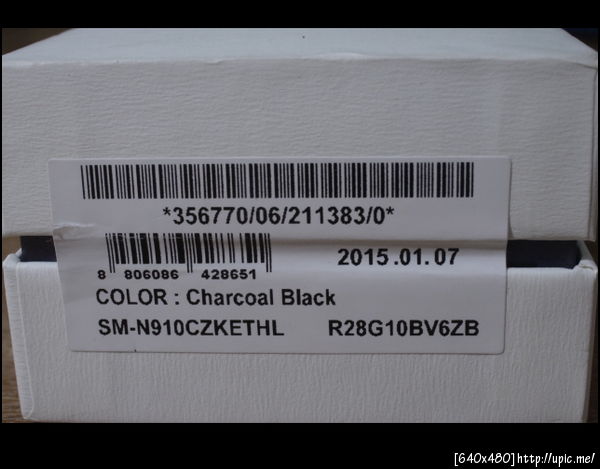 *356770/06/211383/0*
8 806086 428651
2015.01.07
COLOR : Charcoal Black
SM-N910CZKETHL R28G10BV6ZB
[640x480]http://upic.me/